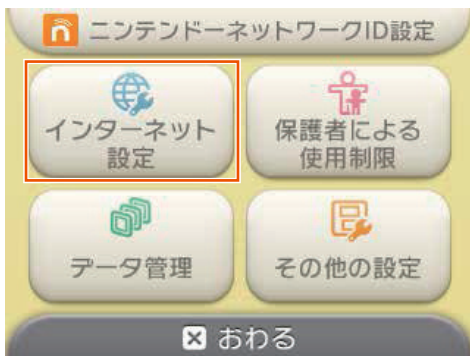 ニンテンドーネットワークID設定
インターネット
設定
保護者による
使用制限
データ管理
その他の設定
おわる